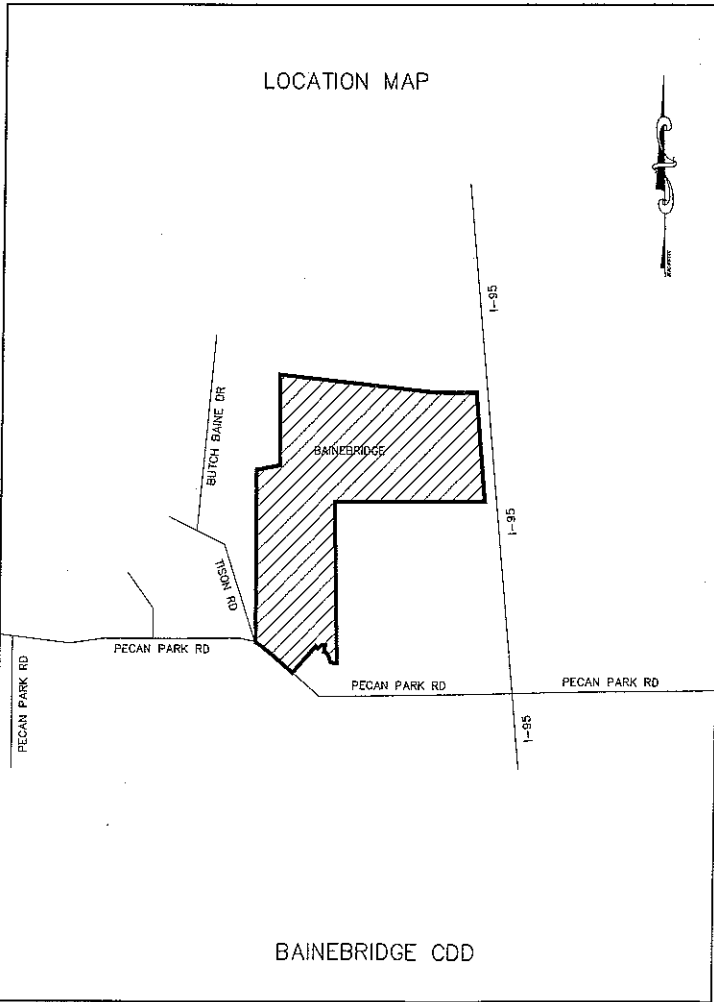 LOCATION MAP
I-95
BUTCH BAINE DR
BAINEBRIDGE
I-95
TISON RD
PECAN PARK RD
PECAN PARK RD
PECAN PARK RD
PECAN PARK RD
I-95
BAINEBRIDGE CDD